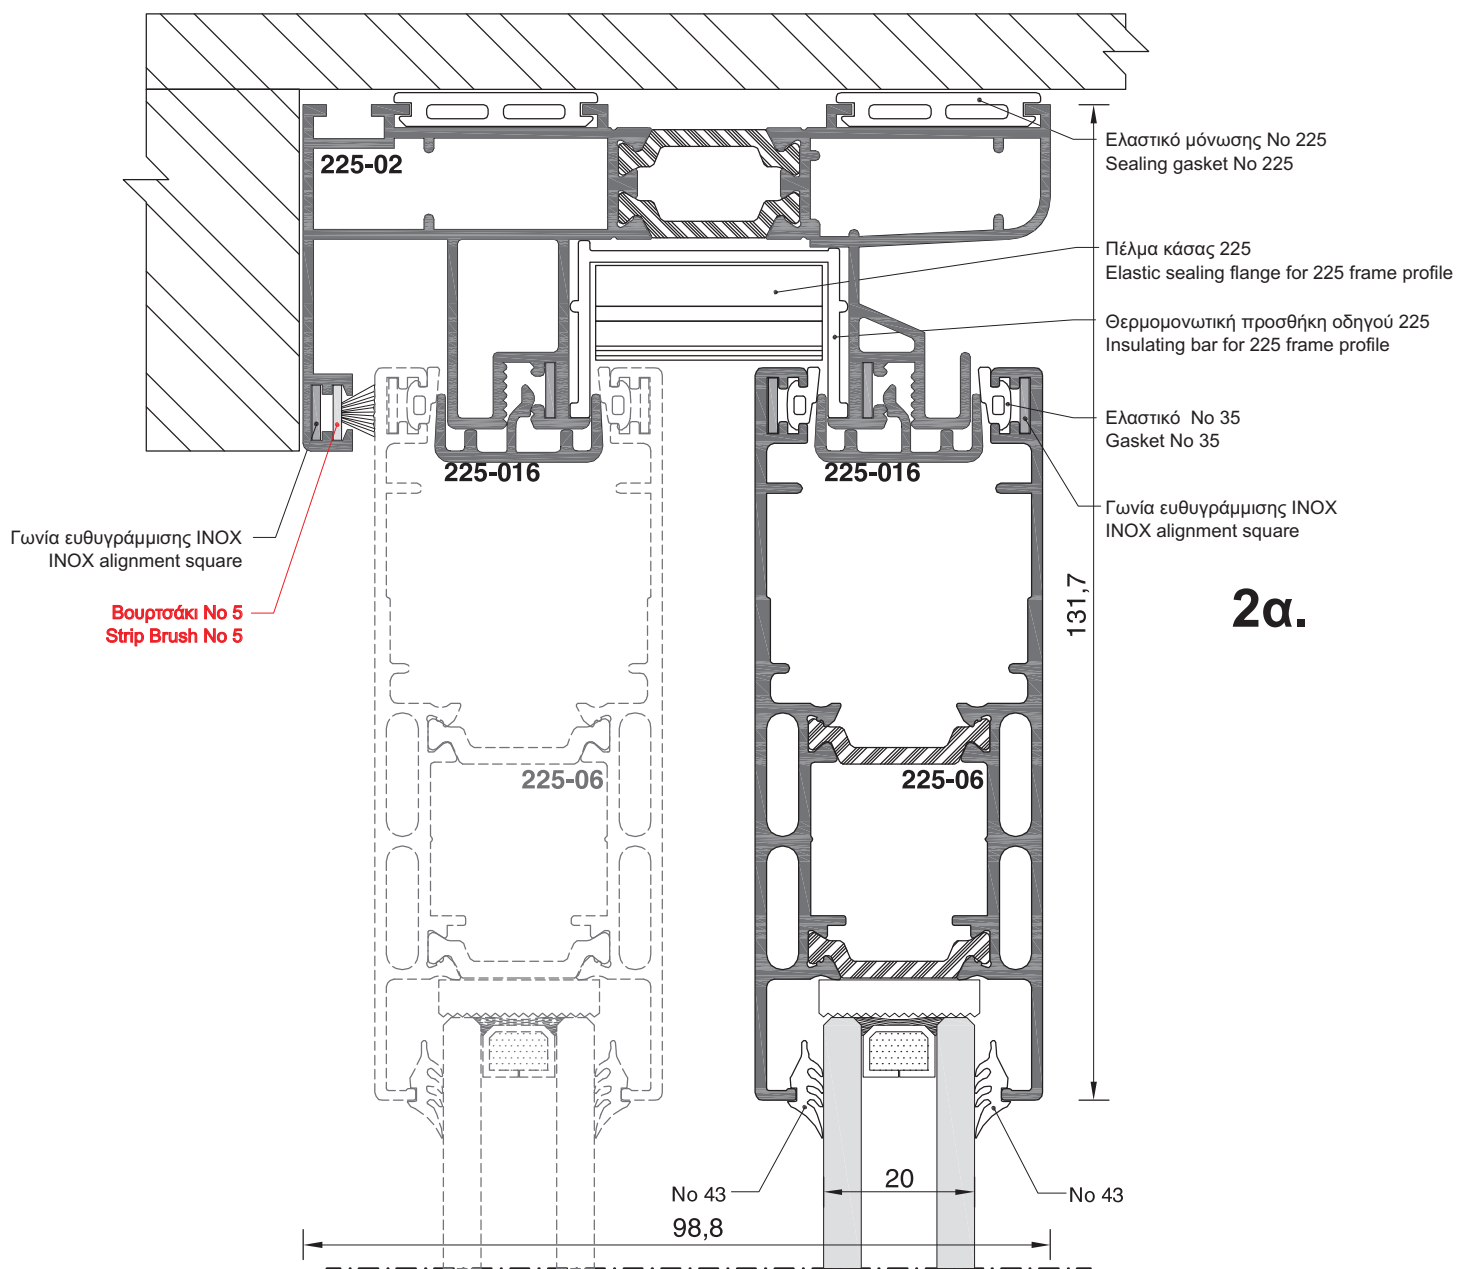 225-02
Ελαστικό μόνωσης No 225
Sealing gasket No 225
Πέλμα κάσας 225
Elastic sealing flange for 225 frame profile
Θερμομονωτική προσθήκη οδηγού 225
Insulating bar for 225 frame profile
Ελαστικό  No 35
Gasket No 35
225-016
225-016
Γωνία ευθυγράμμισης INOX
INOX alignment square
Γωνία ευθυγράμμισης INOX
INOX alignment square
Βουρτσάκι No 5
Strip Brush No 5
131,7
2α.
225-06
225-06
No 43
20
No 43
98,8